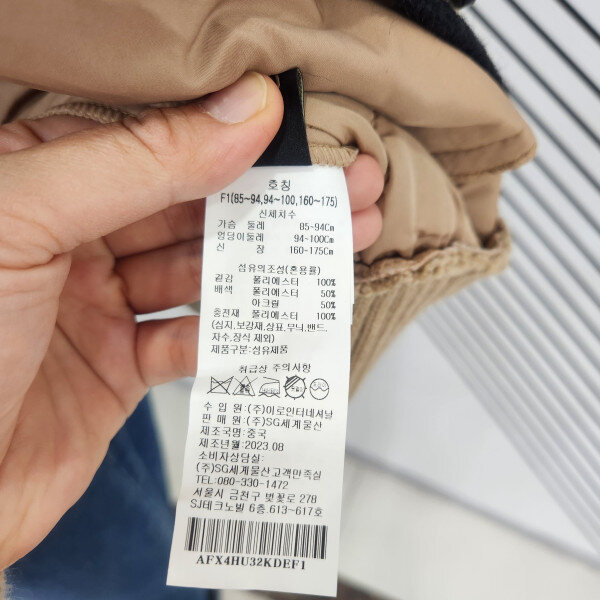 호칭
F1(85~94,94~100,160~175)
신체치수
가슴 둘레 85-94Cm
엉덩이둘레 94-100Cm
신 장 160-175Cm
섬유의조성(혼용률)
겉감 폴리에스터 100%
배색 폴리에스터 50%
아크릴 50%
충전재 폴리에스터 100%
(심지,보강재,상표,무늬,밴드,
자수,장식 제외)
제품구분:섬유제품
취급상 주의사항
수 입 원:(주)이로인터네셔날
판 매 원:(주)SG세계물산
제조국명:중국
제조년월:2023.08
소비자상담실:
(주)SG세계물산고객만족실
TEL:080-330-1472
서울시 금천구 벚꽃로 278
SJ테크노빌 6층.613~617호
AFX4HU32KDEF1